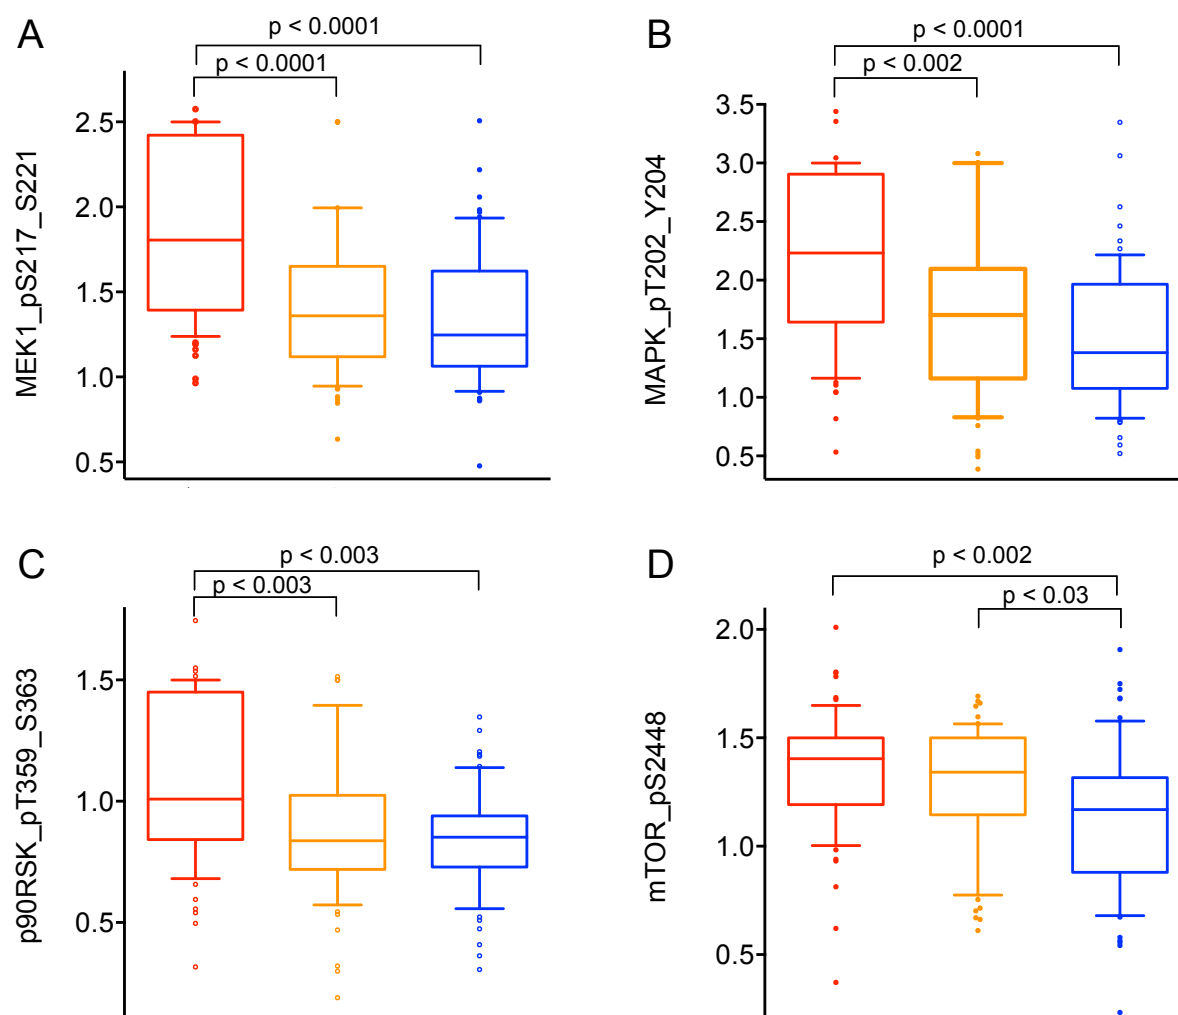 A
p < 0.0001
p < 0.0001
MEK1_pS217_S221
2.5
2.0
1.5
1.0
0.5
B
p < 0.0001
p < 0.002
MAPK_pT202_Y204
3.5
3.0
2.5
2.0
1.5
1.0
0.5
C
p < 0.003
p < 0.003
p90RSK_pT359_S363
1.5
1.0
0.5
D
p < 0.002
p < 0.03
mTOR_pS2448
2.0
1.5
1.0
0.5